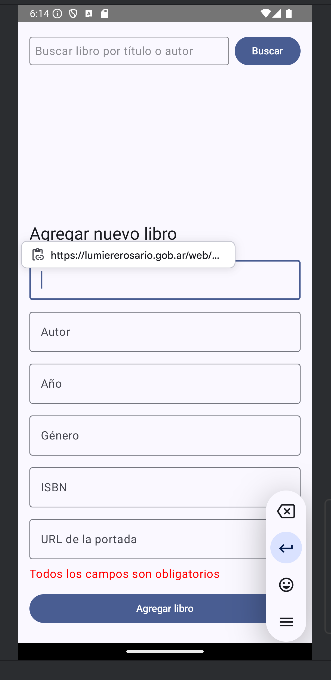 6:14
Buscar libro por título o autor
Buscar
Agregar nuevo libro
https://lumiererosario.gob.ar/web/...
Autor
Año
Género
ISBN
URL de la portada
Todos los campos son obligatorios
Agregar libro